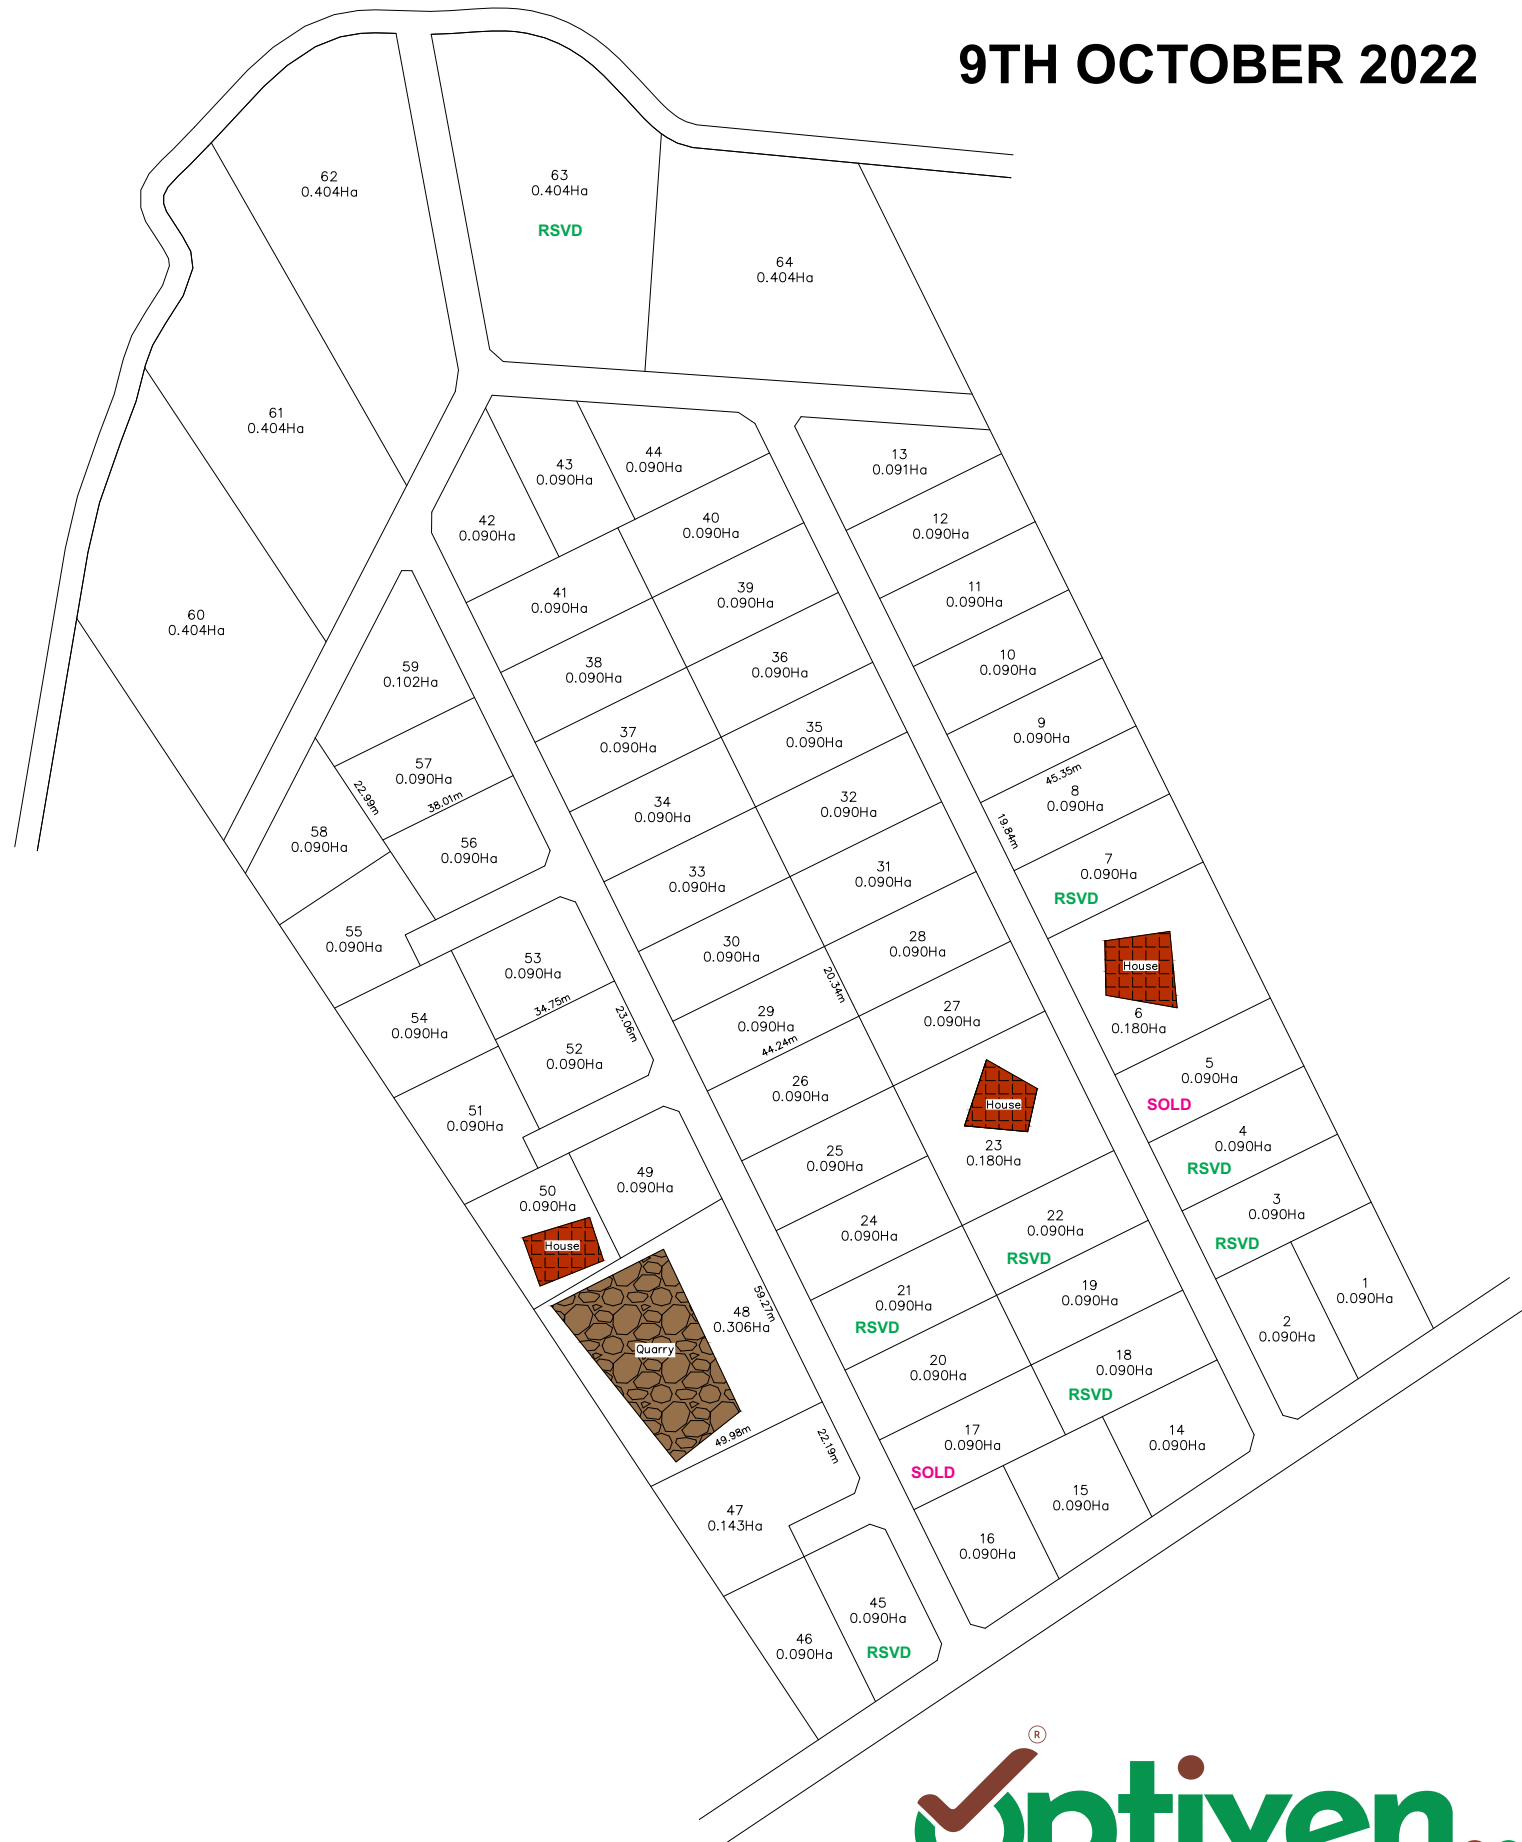 9TH OCTOBER 2022
62
0.404Ha
63
0.404Ha
RSVD
64
0.404Ha
61
0.404Ha
60
0.404Ha
44
0.090Ha
43
0.090Ha
42
0.090Ha
13
0.091Ha
12
0.090Ha
11
0.090Ha
10
0.090Ha
9
0.090Ha
45.35m
8
0.090Ha
19.84m
7
0.090Ha
RSVD
House
6
0.180Ha
5
0.090Ha
SOLD
4
0.090Ha
RSVD
3
0.090Ha
RSVD
1
0.090Ha
2
0.090Ha
40
0.090Ha
41
0.090Ha
39
0.090Ha
38
0.090Ha
36
0.090Ha
37
0.090Ha
35
0.090Ha
34
0.090Ha
32
0.090Ha
33
0.090Ha
31
0.090Ha
30
0.090Ha
28
0.090Ha
20.34m
29
0.090Ha
44.24m
27
0.090Ha
26
0.090Ha
House
23
0.180Ha
25
0.090Ha
24
0.090Ha
22
0.090Ha
RSVD
21
0.090Ha
RSVD
19
0.090Ha
20
0.090Ha
18
0.090Ha
RSVD
17
0.090Ha
SOLD
14
0.090Ha
15
0.090Ha
16
0.090Ha
59
0.102Ha
57
0.090Ha
22.99m
38.01m
58
0.090Ha
56
0.090Ha
55
0.090Ha
53
0.090Ha
34.75m
23.06m
54
0.090Ha
52
0.090Ha
51
0.090Ha
49
0.090Ha
50
0.090Ha
House
59.27m
48
0.306Ha
Quarry
49.98m
22.19m
47
0.143Ha
45
0.090Ha
RSVD
46
0.090Ha
®
Optiven